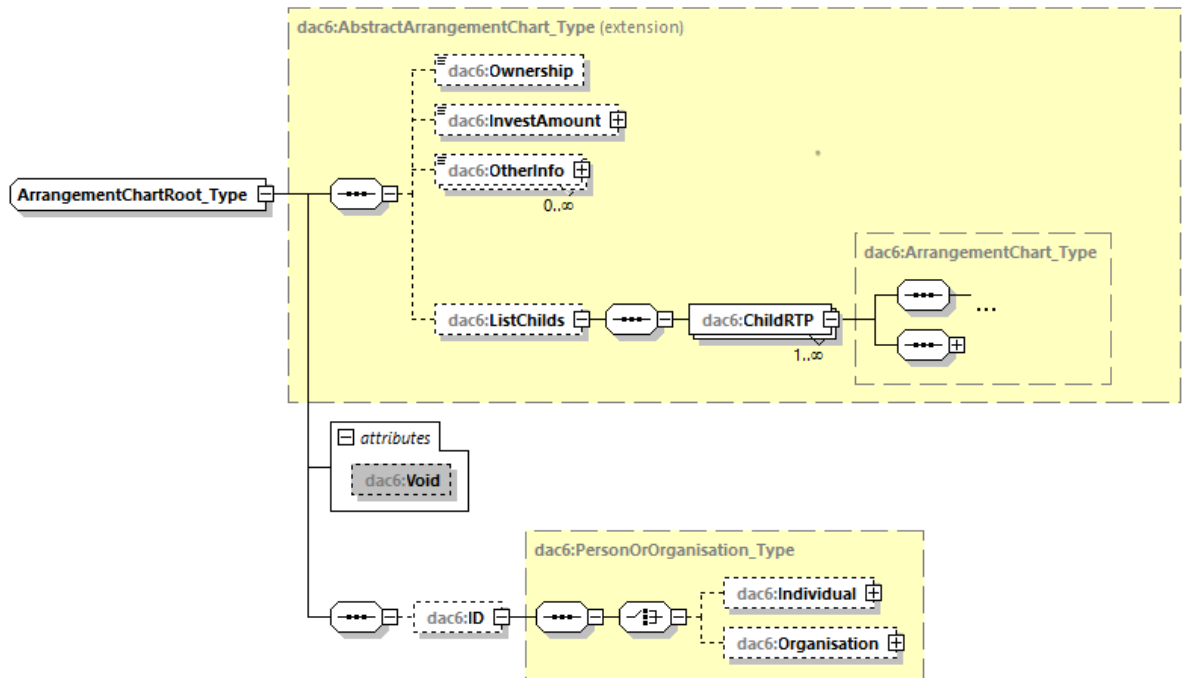 dac6:AbstractArrangementChart_Type (extension)
dac6:Ownership
dac6:InvestAmount
dac6:OtherInfo
0..∞
ArrangementChartRoot_Type
dac6:ArrangementChart_Type
...
dac6:ListChilds
dac6:ChildRTP
1..∞
attributes
dac6:Void
dac6:PersonOrOrganisation_Type
dac6:Individual
dac6:ID
dac6:Organisation